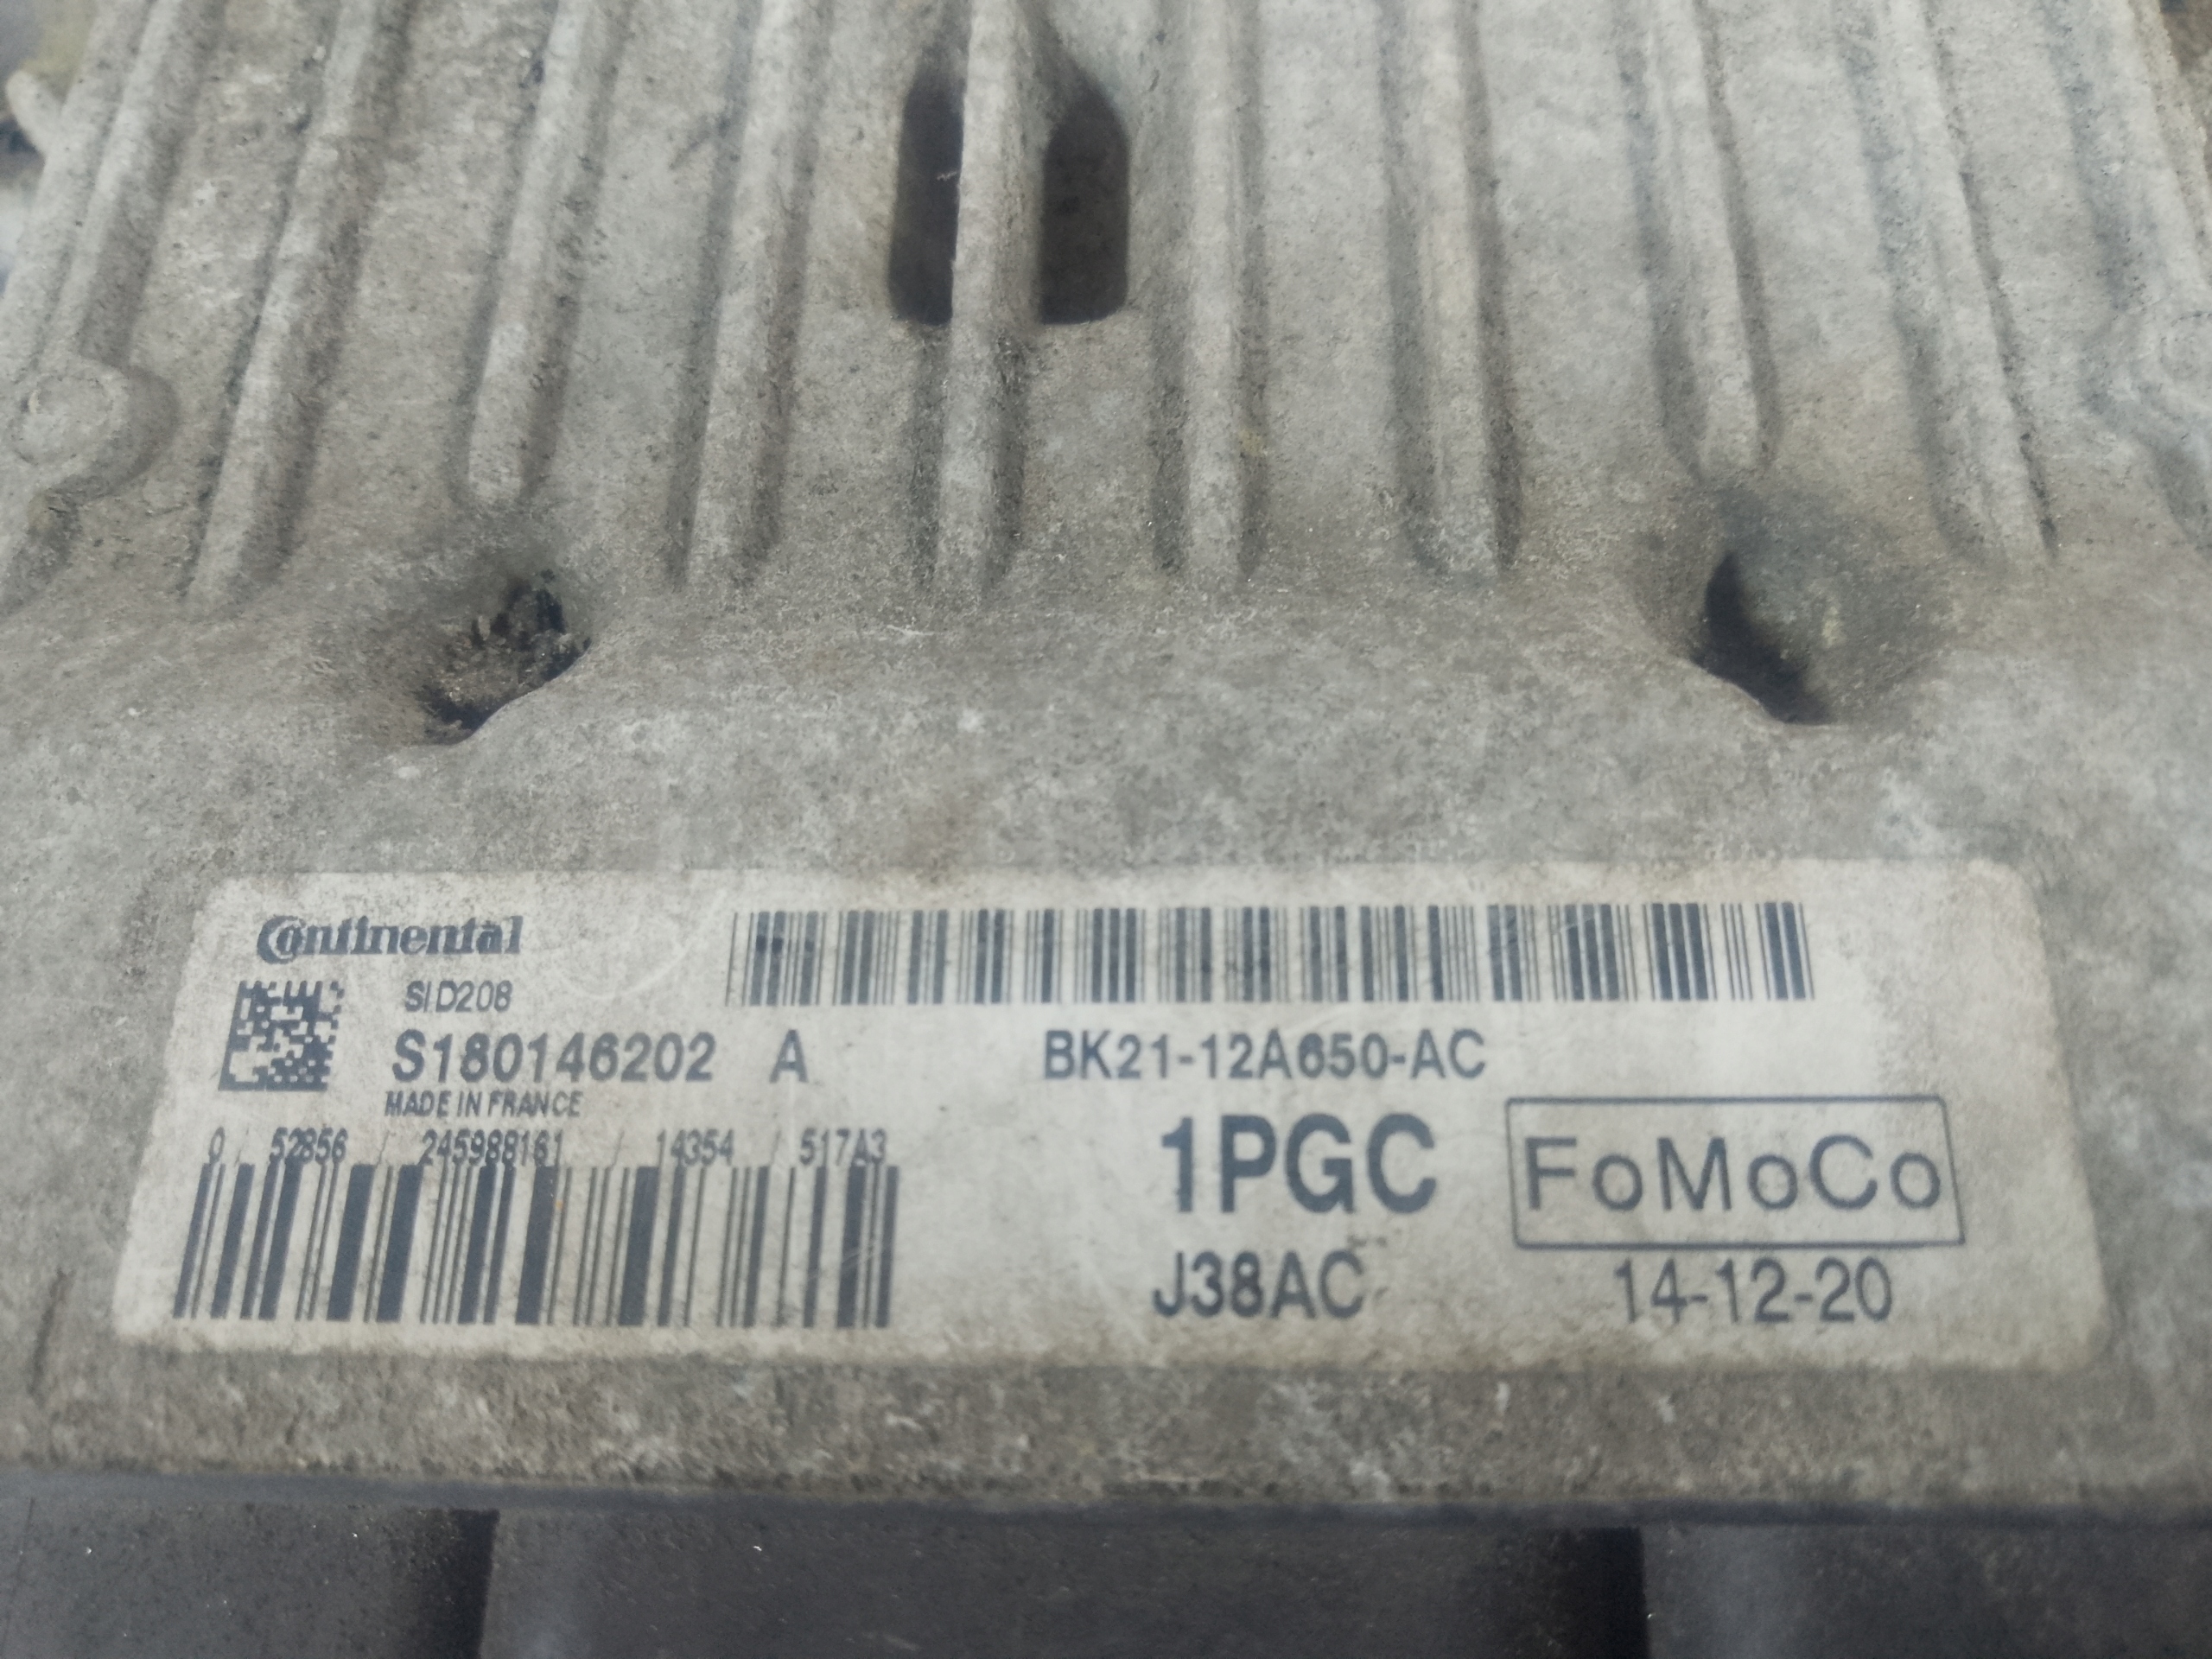 Continental
SID208
S180146202 A
BK21-12A650-AC
MADE IN FRANCE
0 / 52856 / 245988161 / 14354 / 517A3
1PGC
FoMoCo
J38AC
14-12-20